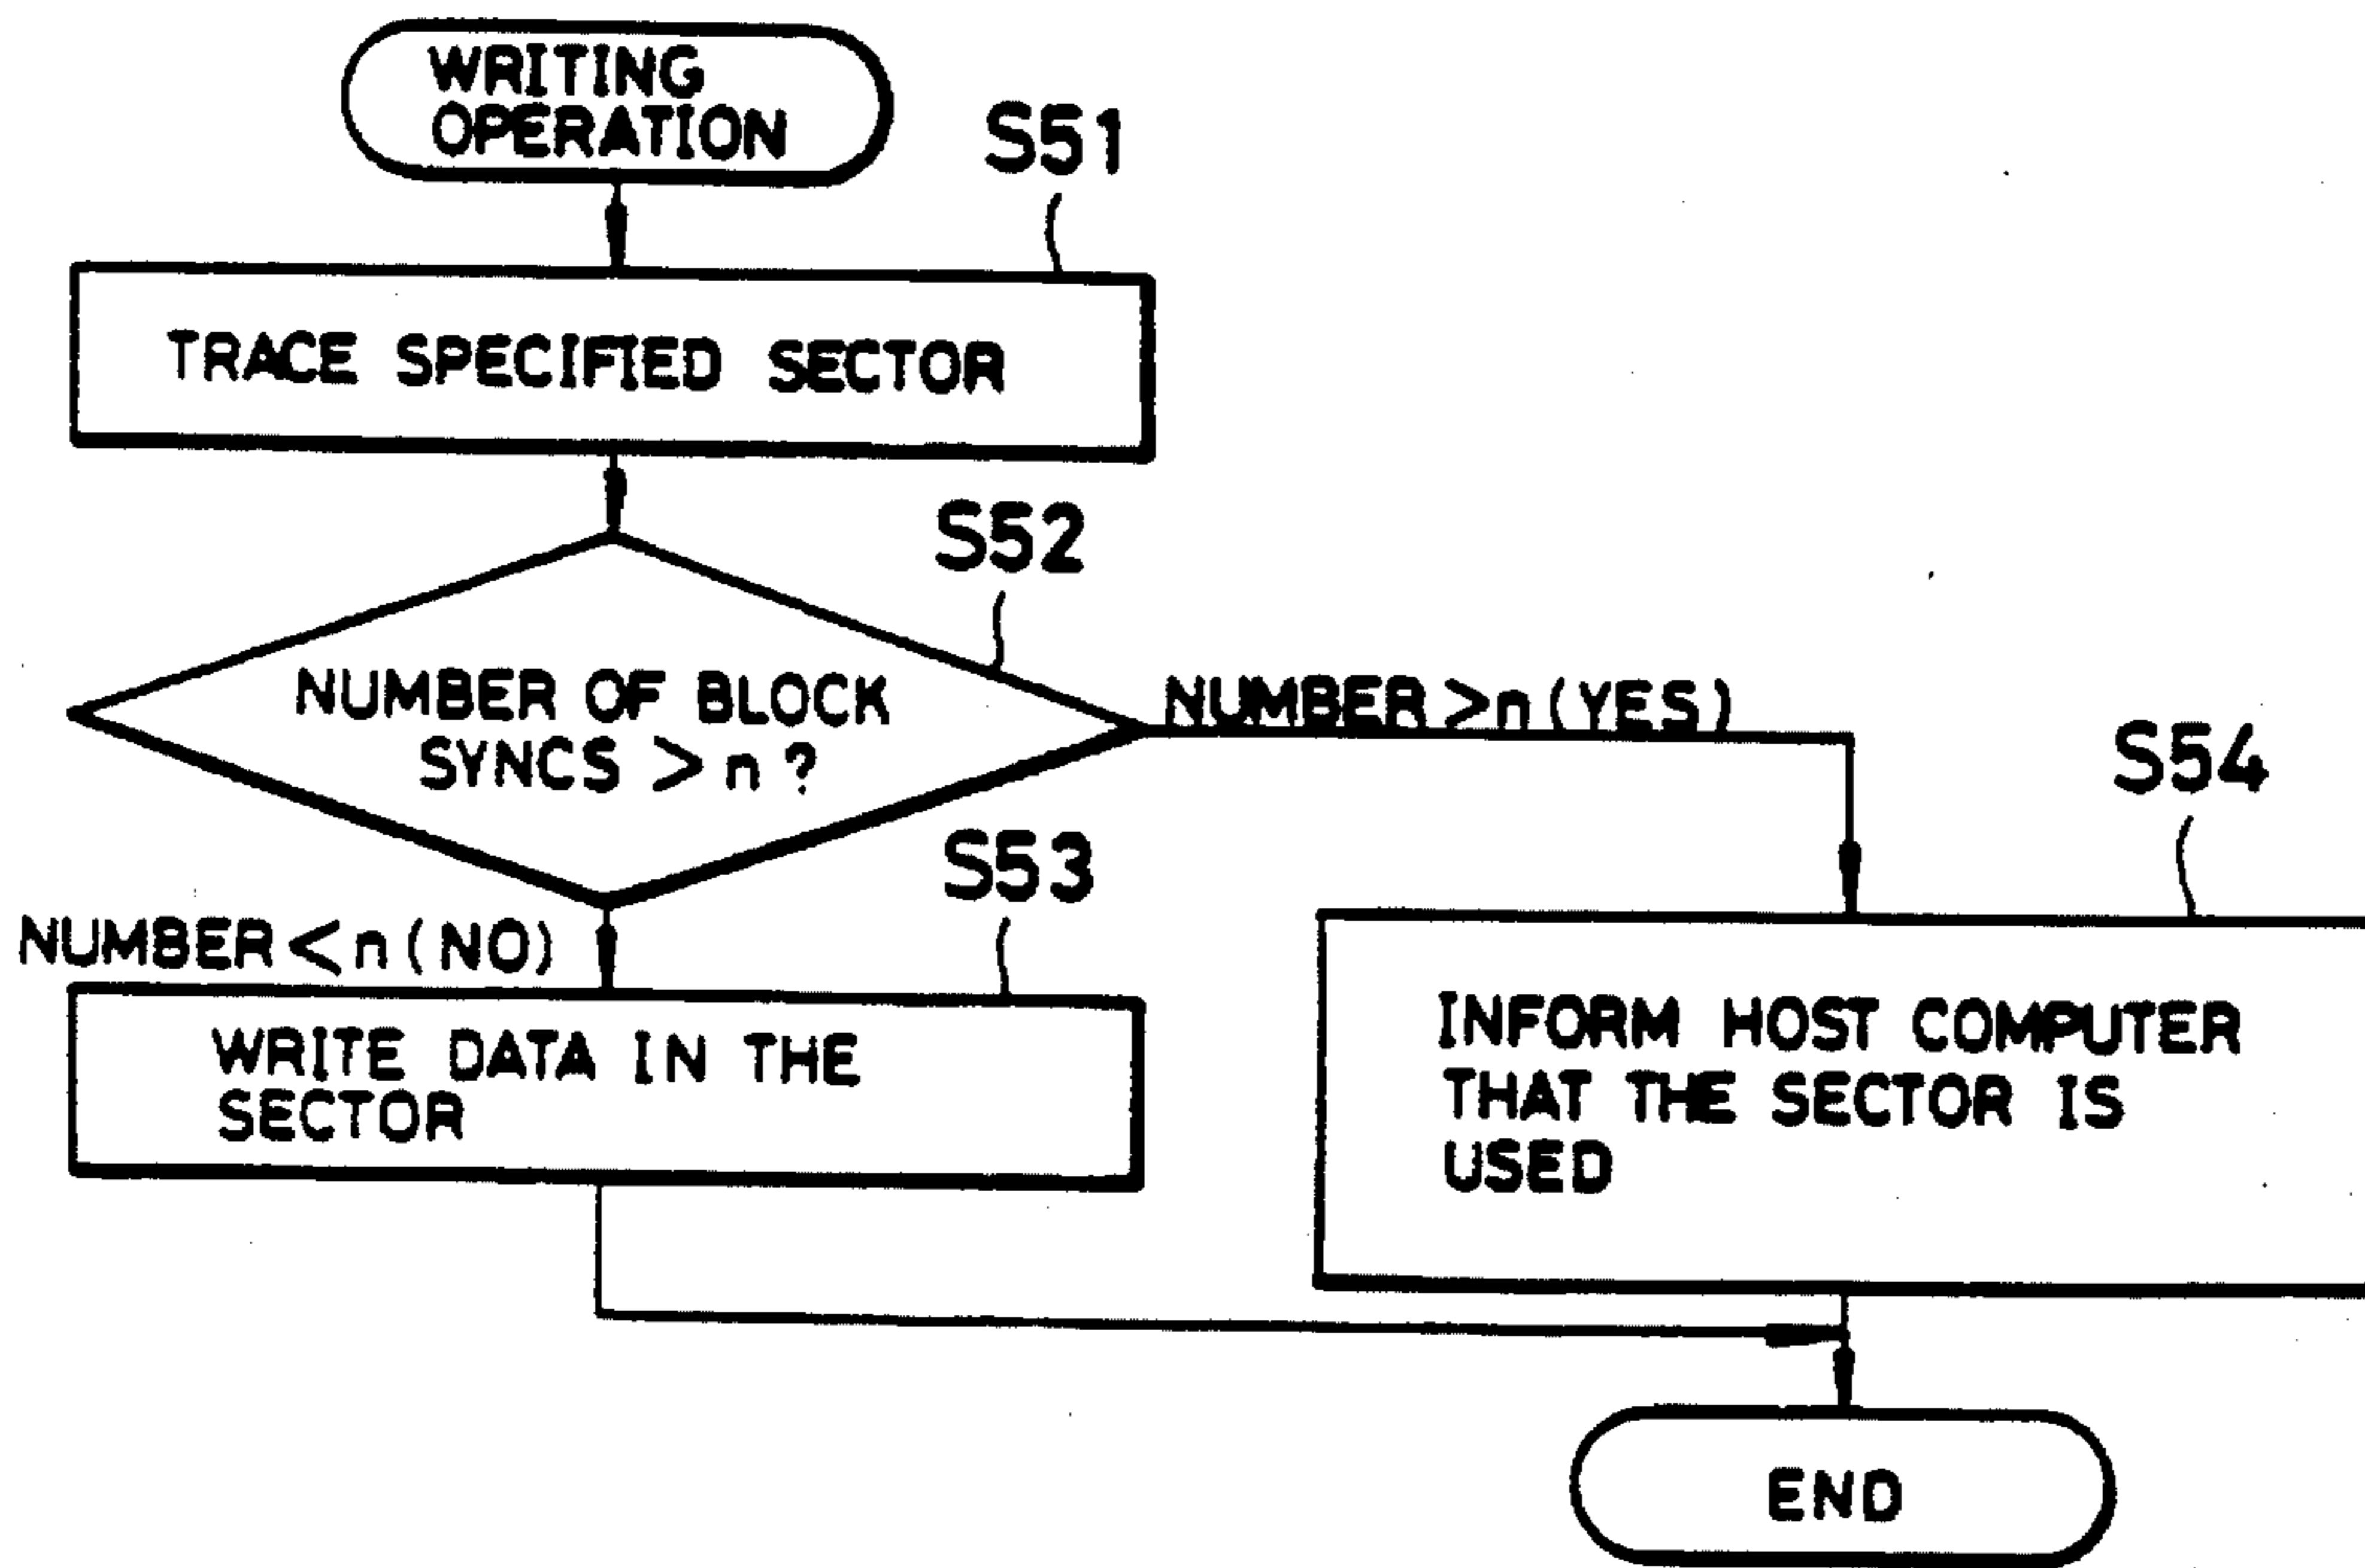 WRITING
OPERATION
S51
TRACE SPECIFIED SECTOR
S52
NUMBER OF BLOCK
SYNCS >n?
NUMBER>n(YES)
S54
S53
NUMBER<n(NO)
WRITE DATA IN THE
SECTOR
INFORM HOST COMPUTER
THAT THE SECTOR IS
USED
END